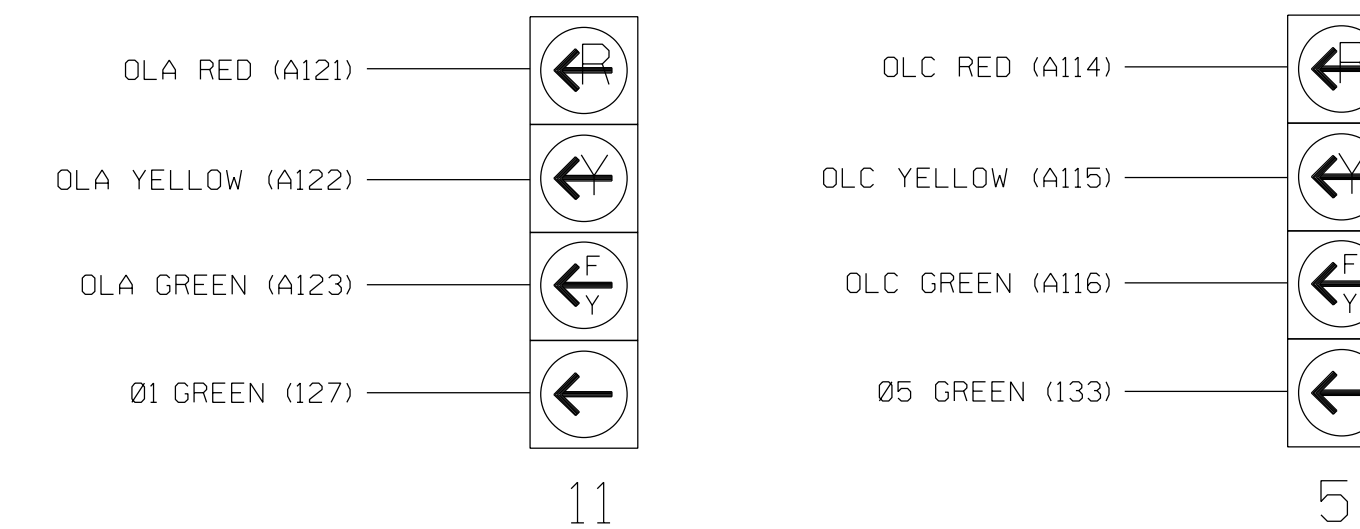 OLA RED (A121)
R
OLA YELLOW (A122)
Y
OLA GREEN (A123)
F
Y
Ø1 GREEN (127)
11
OLC RED (A114)
OLC YELLOW (A115)
Y
OLC GREEN (A116)
F
Y
Ø5 GREEN (133)
5